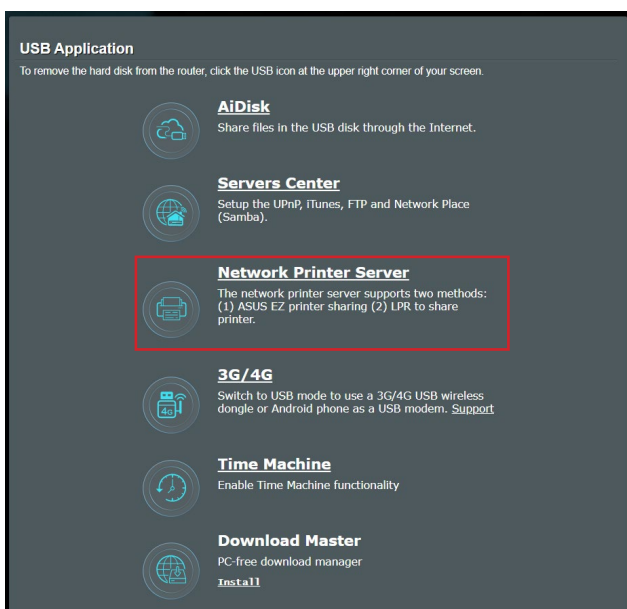 USB Application
To remove the hard disk from the router, click the USB icon at the upper right corner of your screen.
AiDisk
Share files in the USB disk through the Internet.
Servers Center
Setup the UPnP, iTunes, FTP and Network Place
(Samba).
Network Printer Server
The network printer server supports two methods:
(1) ASUS EZ printer sharing (2) LPR to share
printer.
3G/4G
4G
Switch to USB mode to use a 3G/4G USB wireless
dongle or Android phone as a USB modem. Support
Time Machine
Enable Time Machine functionality
Download Master
PC-free download manager
Install